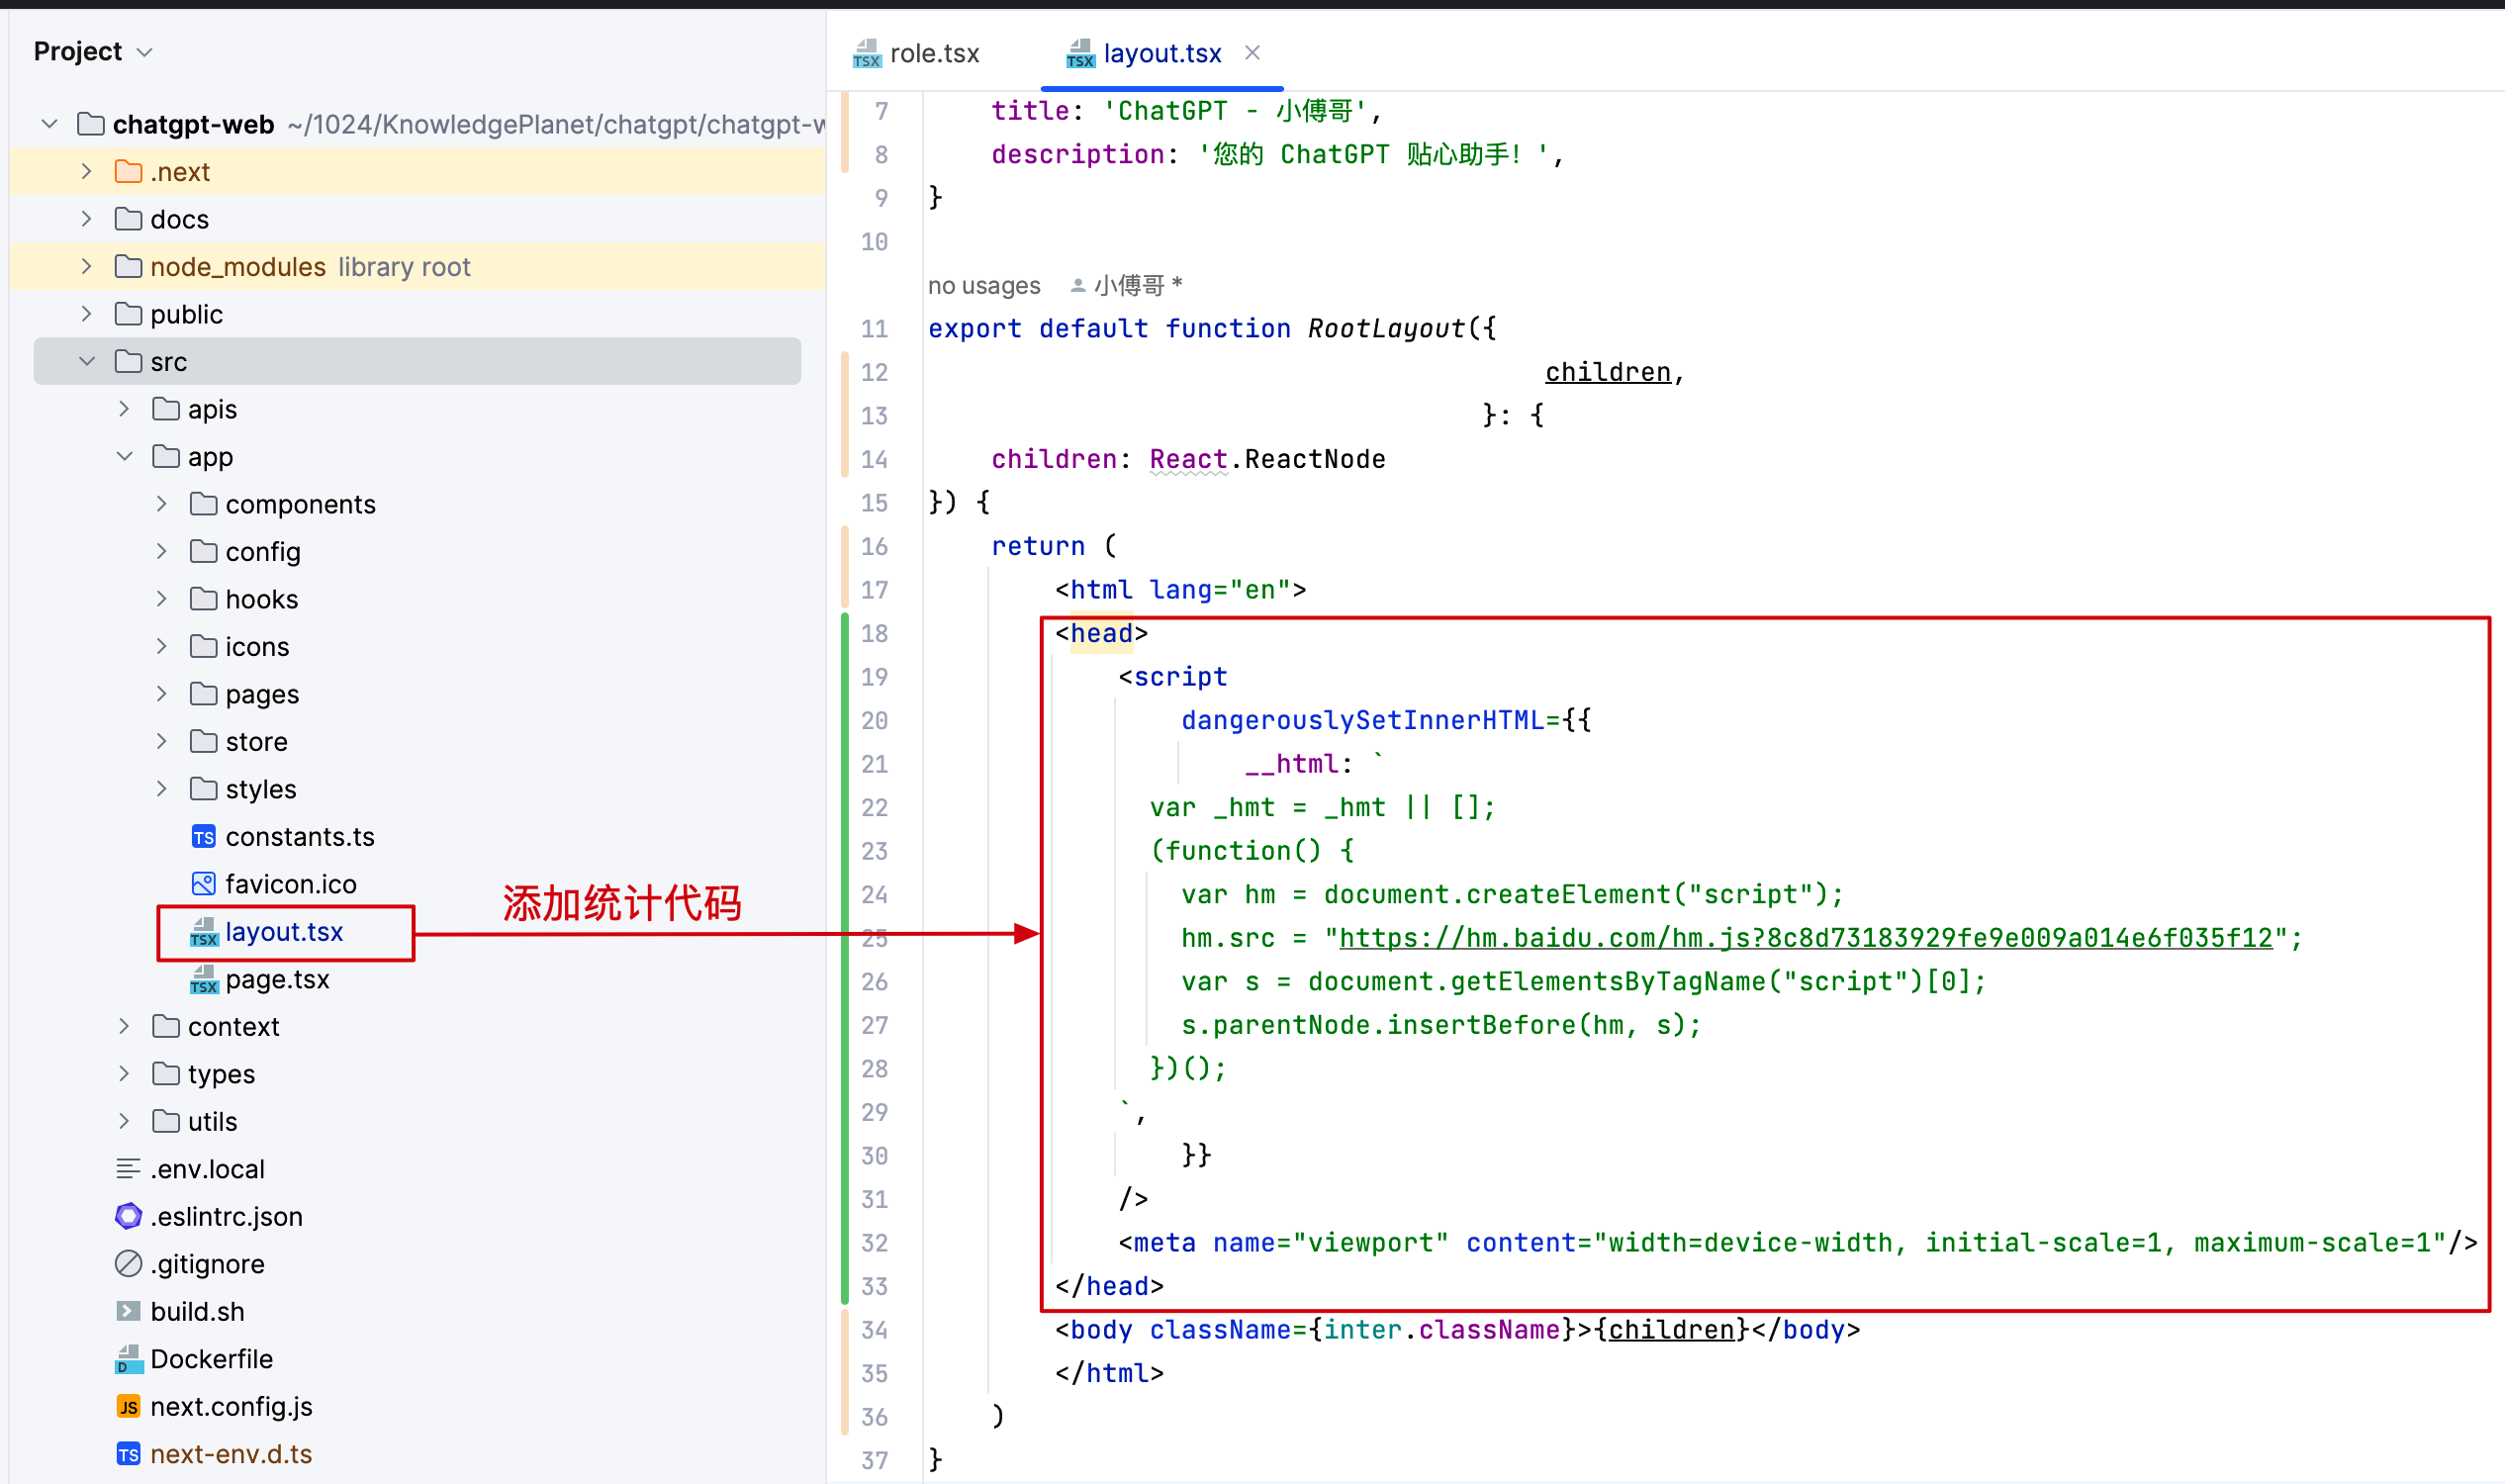 Project
chatgpt-web ~/1024/KnowledgePlanet/chatgpt/chatgpt-w
.next
docs
node_modules library root
public
src
apis
app
components
config
hooks
icons
pages
store
styles
TS constants.ts
favicon.ico
TSX layout.tsx
TSX page.tsx
context
types
utils
.env.local
.eslintrc.json
.gitignore
build.sh
D Dockerfile
JS next.config.js
TS next-env.d.ts
添加统计代码
TSX role.tsx
TSX layout.tsx
7 title: 'ChatGPT - 小傅哥',
8 description: '您的 ChatGPT 贴心助手！',
9 }
10
no usages 小傅哥 *
11 export default function RootLayout({
12 children,
13 }: {
14 children: React.ReactNode
15 }) {
16 return (
17 <html lang="en">
18 <head>
19 <script
20 dangerouslySetInnerHTML={{
21 __html: `
22 var _hmt = _hmt || [];
23 (function() {
24 var hm = document.createElement("script");
25 hm.src = "https://hm.baidu.com/hm.js?8c8d73183929fe9e009a014e6f035f12";
26 var s = document.getElementsByTagName("script")[0];
27 s.parentNode.insertBefore(hm, s);
28 })();
29 `,
30 }}
31 />
32 <meta name="viewport" content="width=device-width, initial-scale=1, maximum-scale=1"/>
33 </head>
34 <body className={inter.className}>{children}</body>
35 </html>
36 )
37 }